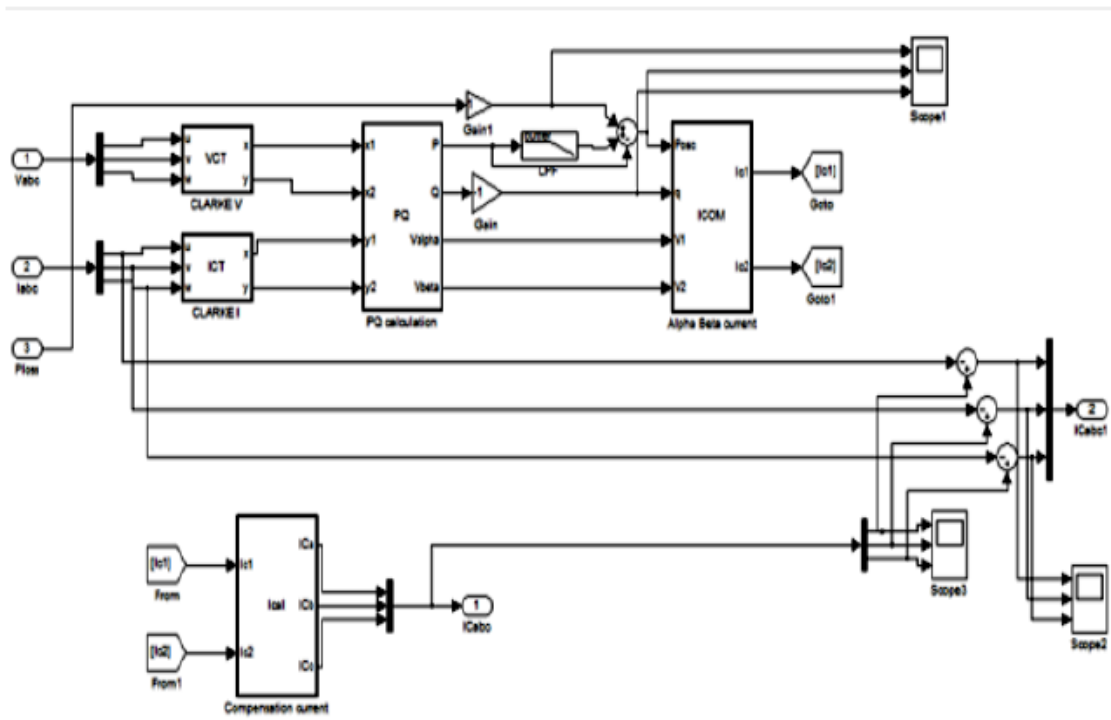 Scope1
Gain1
1
Vabc
u
v
w
VCT
x
y
CLARKE V
x1
x2
y1
y2
PQ
P
Q
Valpha
Vbeta
PQ calculation
LPF
-1
Gain
q
V1
V2
ICOM
Ic1
Ic2
Alpha Beta current
[Ic1]
Goto
[Ic2]
Goto1
2
Iabc
u
v
w
ICT
x
y
CLARKE I
3
Ploss
2
ICabc1
[Ic1]
From
[Ic2]
From1
Ic1
Ic2
Ical
ICa
ICb
ICc
Compensation current
1
ICabc
Scope3
Scope2